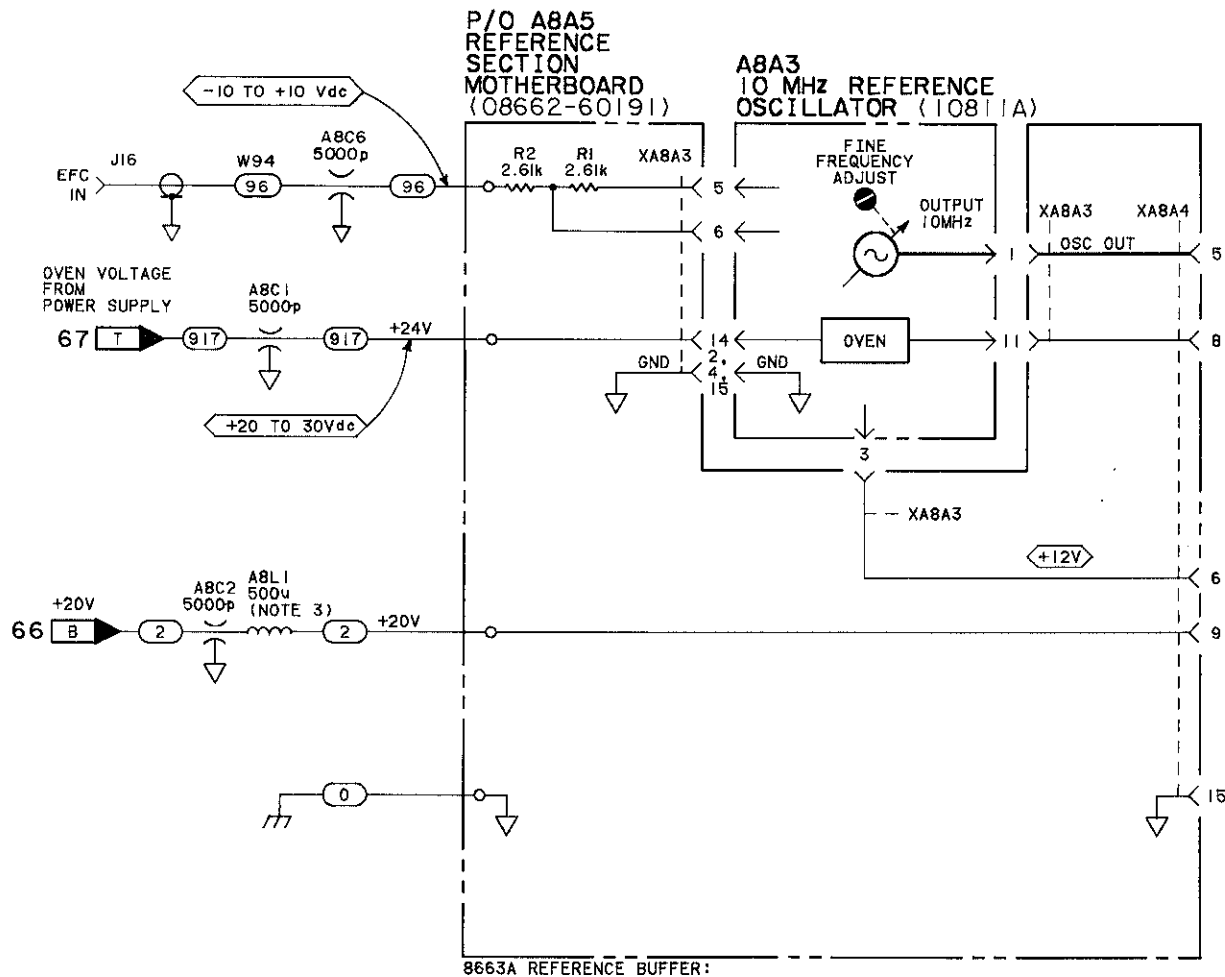 P/O A8A5
REFERENCE
SECTION
MOTHERBOARD
(08662-60191)
A8A3
10 MHz REFERENCE
OSCILLATOR (10811A)
-10 TO +10 Vdc
J16
W94
A8C6
5000p
EFC
IN
96
96
R2
2.61k
R1
2.61k
XA8A3
5
6
FINE
FREQUENCY
ADJUST
OUTPUT
10MHz
1
XA8A3
XA8A4
OSC OUT
5
OVEN VOLTAGE
FROM
POWER SUPPLY
A8C1
5000p
67
T
917
917
+24V
14
OVEN
11
8
GND
2,
4,
15
GND
+20 TO 30Vdc
3
XA8A3
+12V
6
+20V
A8C2
5000p
A8L1
500u
(NOTE 3)
66
B
2
2
+20V
9
0
15
8663A REFERENCE BUFFER: